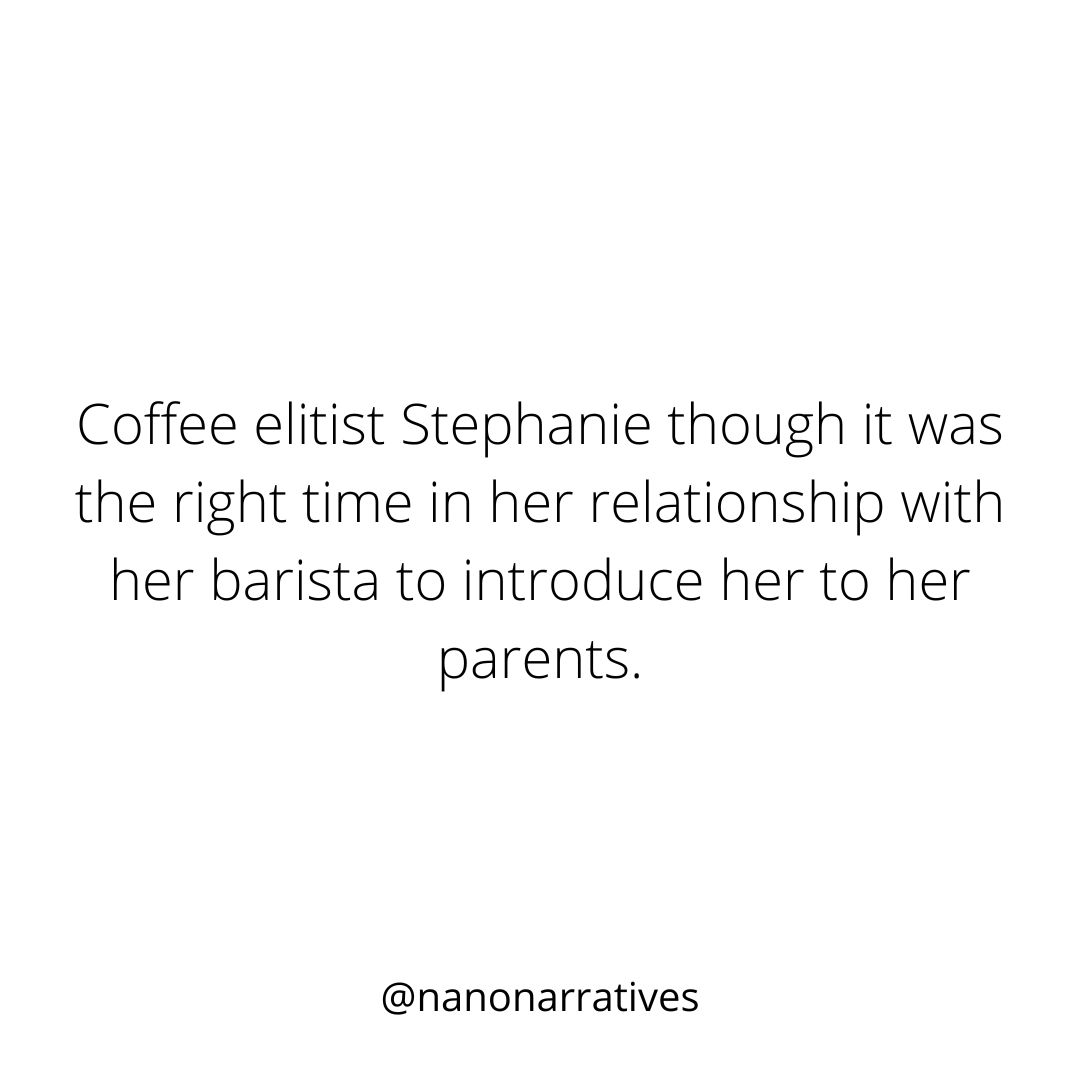 Coffee elitist Stephanie though it was
the right time in her relationship with
her barista to introduce her to her
parents.
@nanonarratives